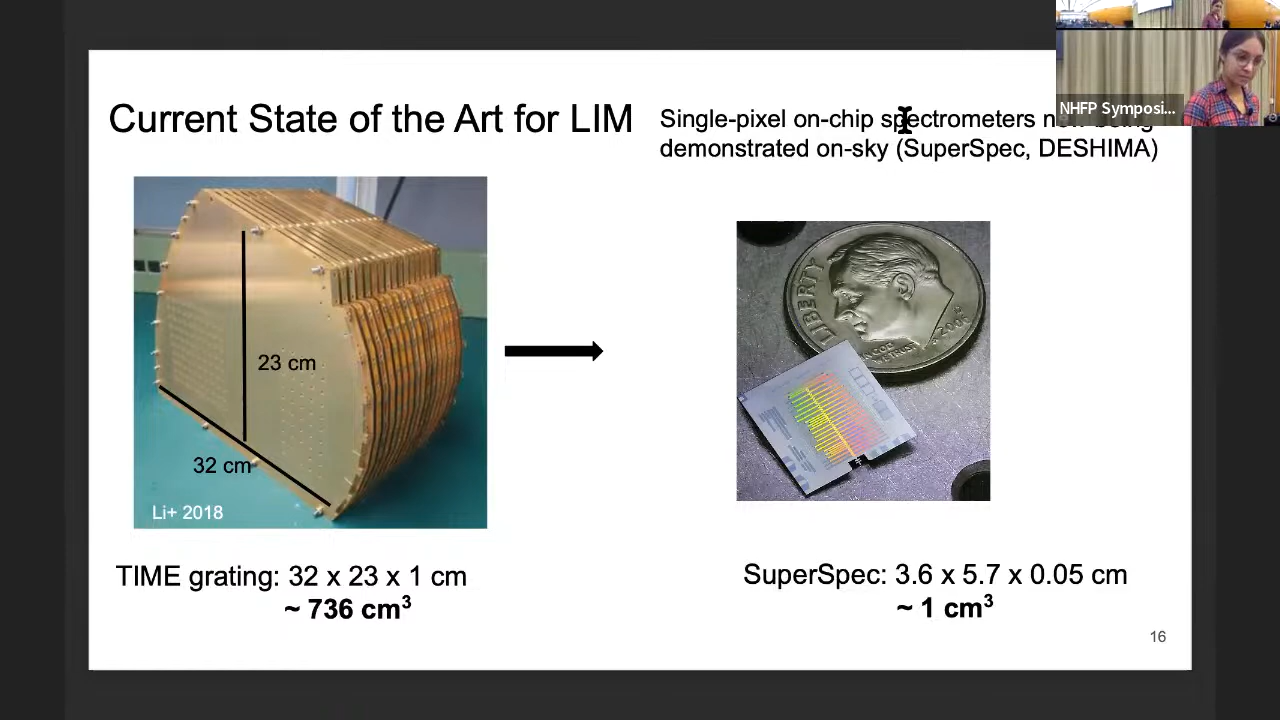 Current State of the Art for LIM
Single-pixel on-chip spectrometers
demonstrated on-sky (SuperSpec, DESHIMA)
NHFP Symposi...
23 cm
32 cm
Li+ 2018
LIBERTY
2005
TIME grating: 32 x 23 x 1 cm
~ 736 cm³
SuperSpec: 3.6 x 5.7 x 0.05 cm
~ 1 cm³
16